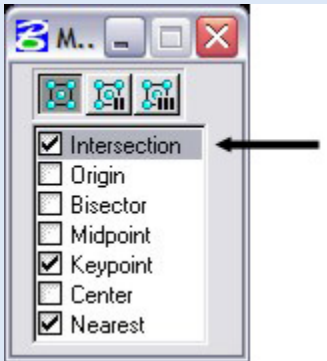 M..
Intersection
Origin
Bisector
Midpoint
Keypoint
Center
Nearest